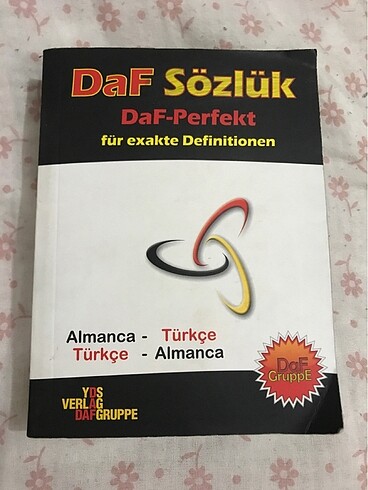 DaF Sözlük
DaF-Perfekt
für exakte Definitionen
Almanca - Türkçe
Türkçe - Almanca
DaF
GruppE
YDS
VERLAG
DAFGRUPPE